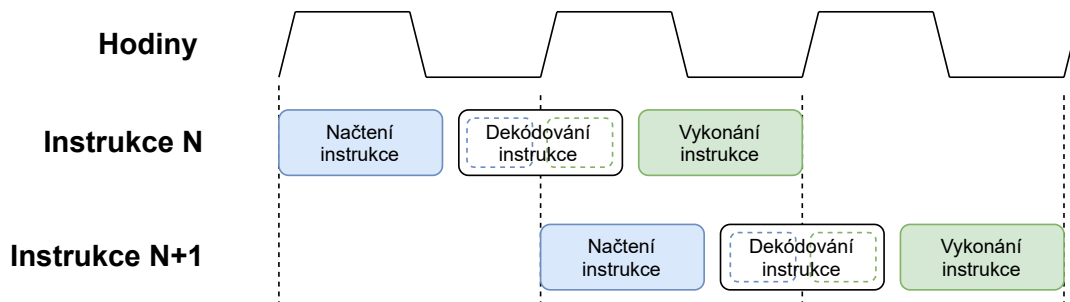 Hodiny
Instrukce N
Načtení
instrukce
Dekódování
instrukce
Vykonání
instrukce
Instrukce N+1
Načtení
instrukce
Dekódování
instrukce
Vykonání
instrukce